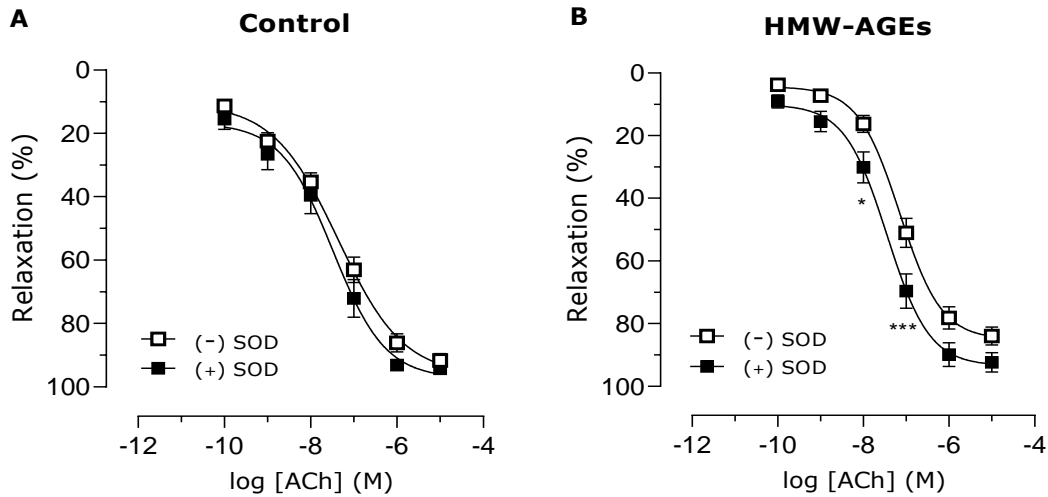 A
Control
0
20
40
60
80
100
Relaxation (%)
(-) SOD
(+) SOD
-12
-10
-8
-6
-4
log [ACh] (M)
B
HMW-AGEs
0
20
40
60
80
100
Relaxation (%)
*
***
(-) SOD
(+) SOD
-12
-10
-8
-6
-4
log [ACh] (M)